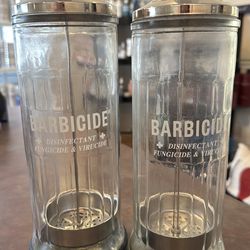 BARBICIDE®
✚ DISINFECTANT
FUNGICIDE & VIRUCIDE
BARBICIDE®
✚ DISINFECTANT
FUNGICIDE & VIRUCIDE